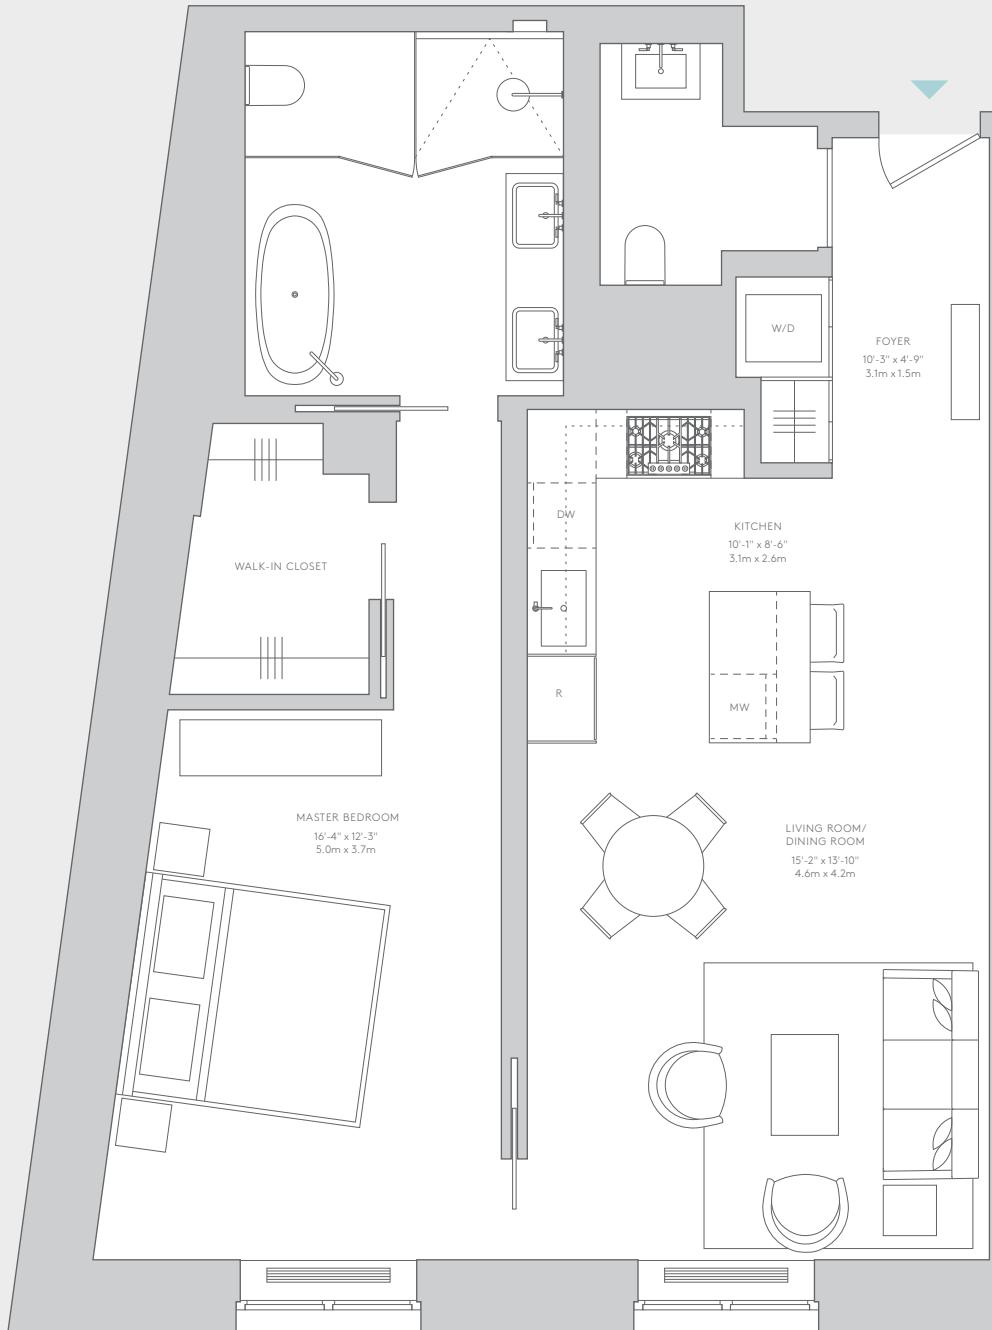 W/D
FOYER
10'-3" x 4'-9"
3.1m x 1.5m
DW
KITCHEN
10'-1" x 8'-6"
3.1m x 2.6m
WALK-IN CLOSET
R
MW
MASTER BEDROOM
16'-4" x 12'-3"
5.0m x 3.7m
LIVING ROOM/
DINING ROOM
15'-2" x 13'-10"
4.6m x 4.2m